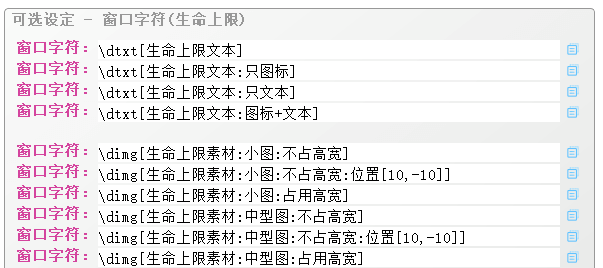 可选设定 - 窗口字符(生命上限)
窗口字符: \dtxt[生命上限文本]
窗口字符: \dtxt[生命上限文本:只图标]
窗口字符: \dtxt[生命上限文本:只文本]
窗口字符: \dtxt[生命上限文本:图标+文本]
窗口字符: \dimg[生命上限素材:小图:不占高宽]
窗口字符: \dimg[生命上限素材:小图:不占高宽:位置[10,-10]]
窗口字符: \dimg[生命上限素材:小图:占用高宽]
窗口字符: \dimg[生命上限素材:中型图:不占高宽]
窗口字符: \dimg[生命上限素材:中型图:不占高宽:位置[10,-10]]
窗口字符: \dimg[生命上限素材:中型图:占用高宽]